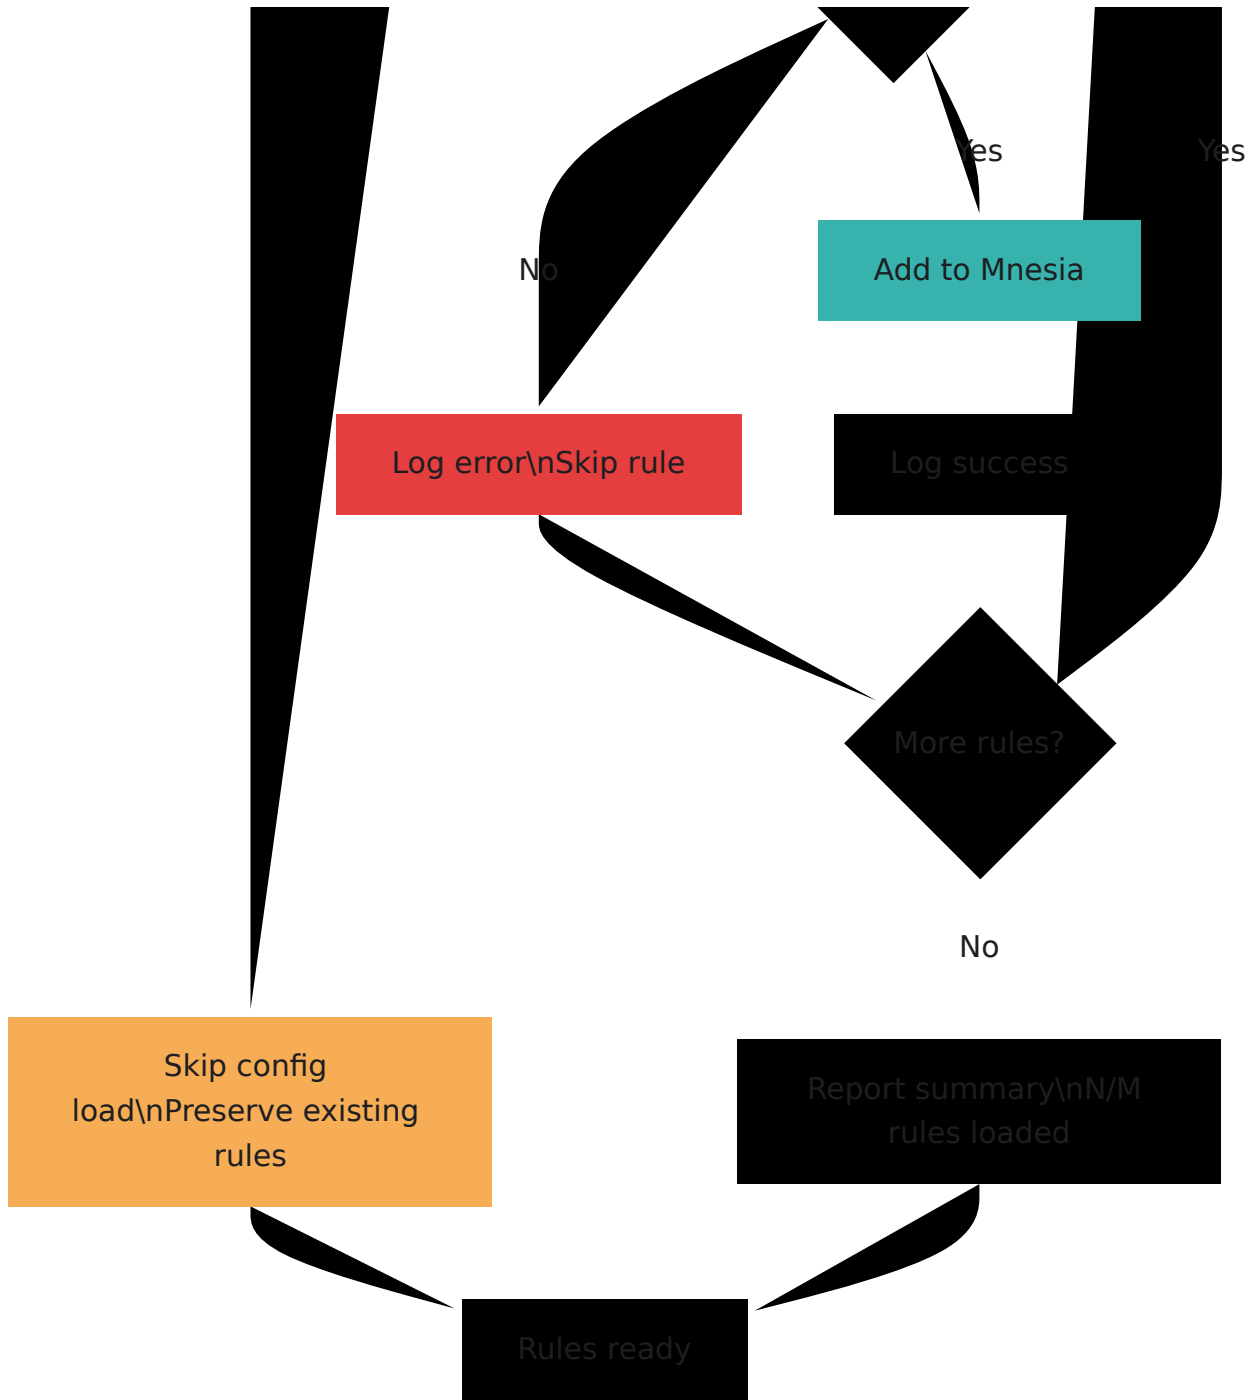 Yes
Yes
No
Add to Mnesia
Log error\nSkip rule
Log success
More rules?
No
Skip config
load\nPreserve existing
rules
Report summary\nN/M
rules loaded
Rules ready